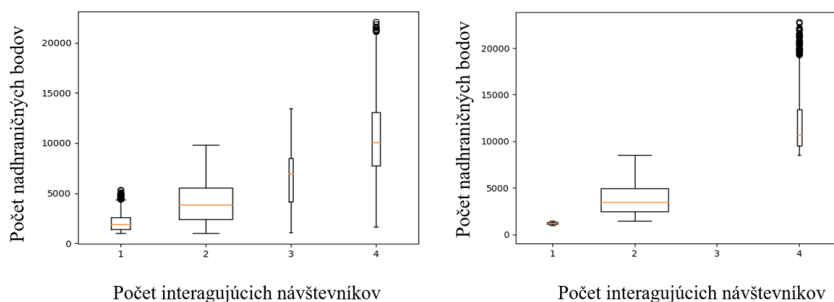 Počet nadhraničných bodov
20000
15000
10000
5000
0
1 2 3 4
Počet interagujúcich návštevníkov
Počet nadhraničných bodov
20000
15000
10000
5000
0
1 2 3 4
Počet interagujúcich návštevníkov